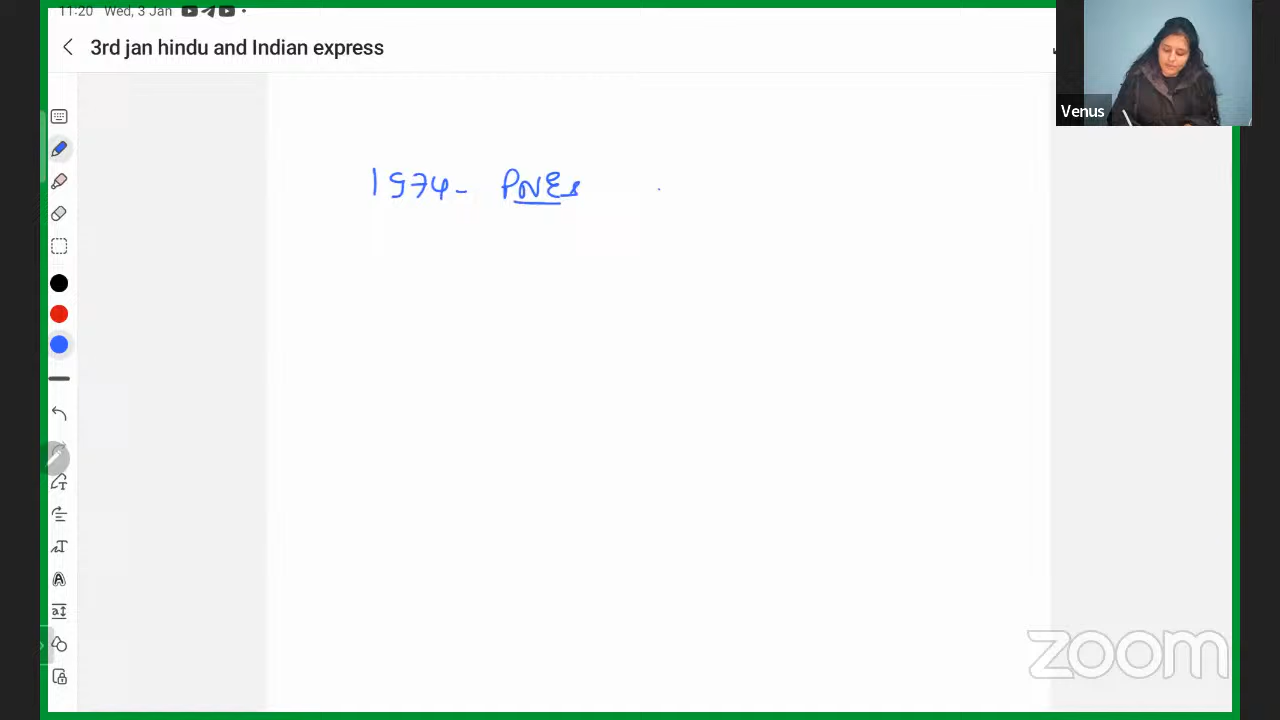 11:20 Wed, 3 Jan
3rd jan hindu and Indian express
Venus
1974- PNEs
zoom